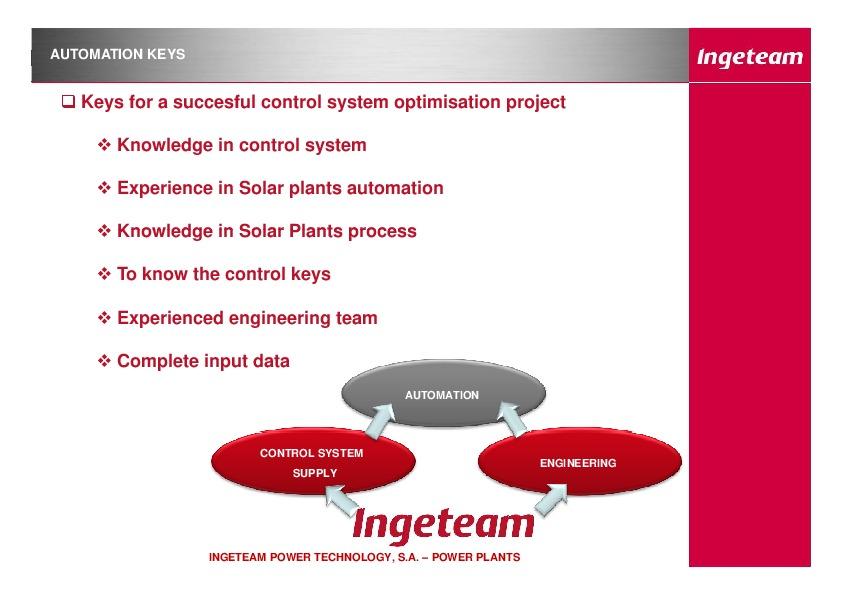 AUTOMATION KEYS
Ingeteam
Keys for a succesful control system optimisation project
Knowledge in control system
Experience in Solar plants automation
Knowledge in Solar Plants process
To know the control keys
Experienced engineering team
Complete input data
AUTOMATION
CONTROL SYSTEM
SUPPLY
ENGINEERING
Ingeteam
INGETEAM POWER TECHNOLOGY, S.A. – POWER PLANTS